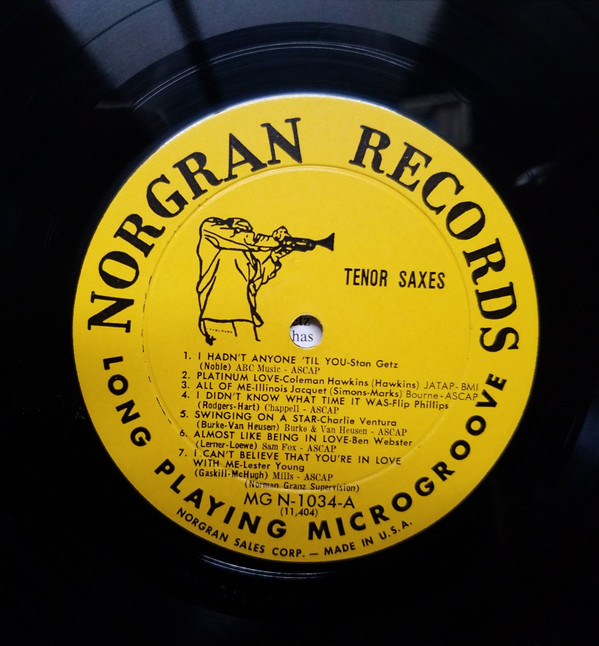 NORGRAN RECORDS
TENOR SAXES
has
1. I HADN'T ANYONE 'TIL YOU-Stan Getz
(Noble) ABC Music - ASCAP
2. PLATINUM LOVE-Coleman Hawkins (Hawkins) JATAP-BMI
3. ALL OF ME-Illinois Jacquet (Simons-Marks) Bourne-ASCAP
4. I DIDN'T KNOW WHAT TIME IT WAS-Flip Phillips
(Rodgers-Hart) Chappell - ASCAP
5. SWINGING ON A STAR-Charlie Ventura
(Burke-Van Heusen) Burke & Van Heusen - ASCAP
6. ALMOST LIKE BEING IN LOVE-Ben Webster
(Lerner-Loewe) Sam Fox - ASCAP
7. I CAN'T BELIEVE THAT YOU'RE IN LOVE
WITH ME-Lester Young
(Gaskill-McHugh) Mills - ASCAP
(Norman Granz Supervision)
MG N-1034-A
(11,404)
LONG PLAYING MICROGROOVE
NORGRAN SALES CORP. — MADE IN U.S.A.